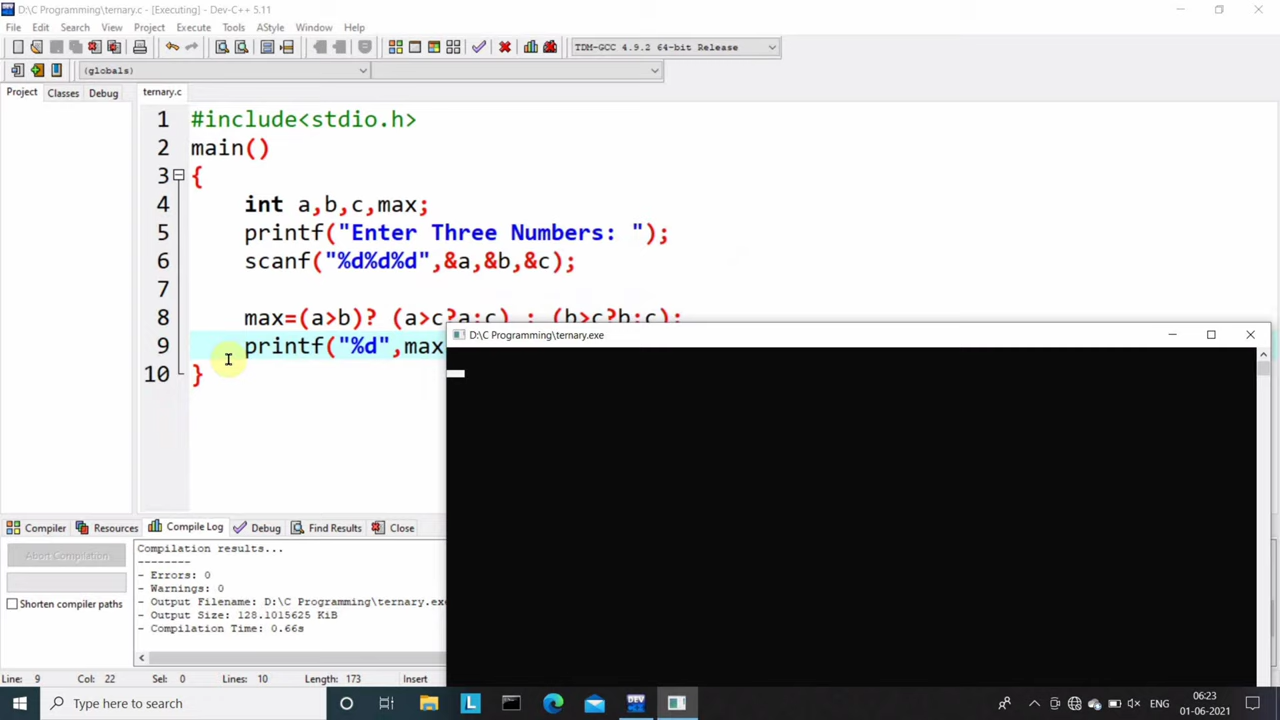 D:\C Programming\ternary.c - [Executing] - Dev-C++ 5.11
File Edit Search View Project Execute Tools AStyle Window Help
TDM-GCC 4.9.2 64-bit Release
(globals)
Project Classes Debug ternary.c
1 #include<stdio.h>
2 main()
3 {
4 int a,b,c,max;
5 printf("Enter Three Numbers: ");
6 scanf("%d%d%d",&a,&b,&c);
7
8 max=(a>b)? (a>c?a:c) : (b>c?b:c);
D:\C Programming\ternary.exe
9 printf("%d",max
10 }
Compiler Resources Compile Log Debug Find Results Close
Abort Compilation
Shorten compiler paths
Compilation results...
--------
- Errors: 0
- Warnings: 0
- Output Filename: D:\C Programming\ternary.exe
- Output Size: 128.1015625 KiB
- Compilation Time: 0.66s
Line: 9 Col: 22 Sel: 0 Lines: 10 Length: 173 Insert
Type here to search
L
DEV
ENG
06:23
01-06-2021